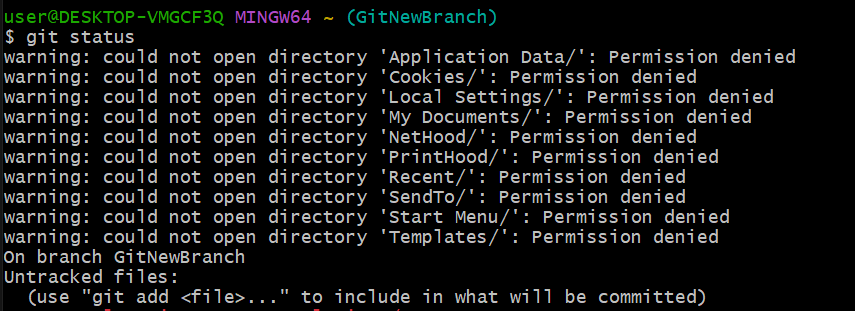 user@DESKTOP-VMGCF3Q MINGW64 ~ (GitNewBranch)
$ git status
warning: could not open directory 'Application Data/': Permission denied
warning: could not open directory 'Cookies/': Permission denied
warning: could not open directory 'Local Settings/': Permission denied
warning: could not open directory 'My Documents/': Permission denied
warning: could not open directory 'NetHood/': Permission denied
warning: could not open directory 'PrintHood/': Permission denied
warning: could not open directory 'Recent/': Permission denied
warning: could not open directory 'SendTo/': Permission denied
warning: could not open directory 'Start Menu/': Permission denied
warning: could not open directory 'Templates/': Permission denied
On branch GitNewBranch
Untracked files:
  (use "git add <file>..." to include in what will be committed)